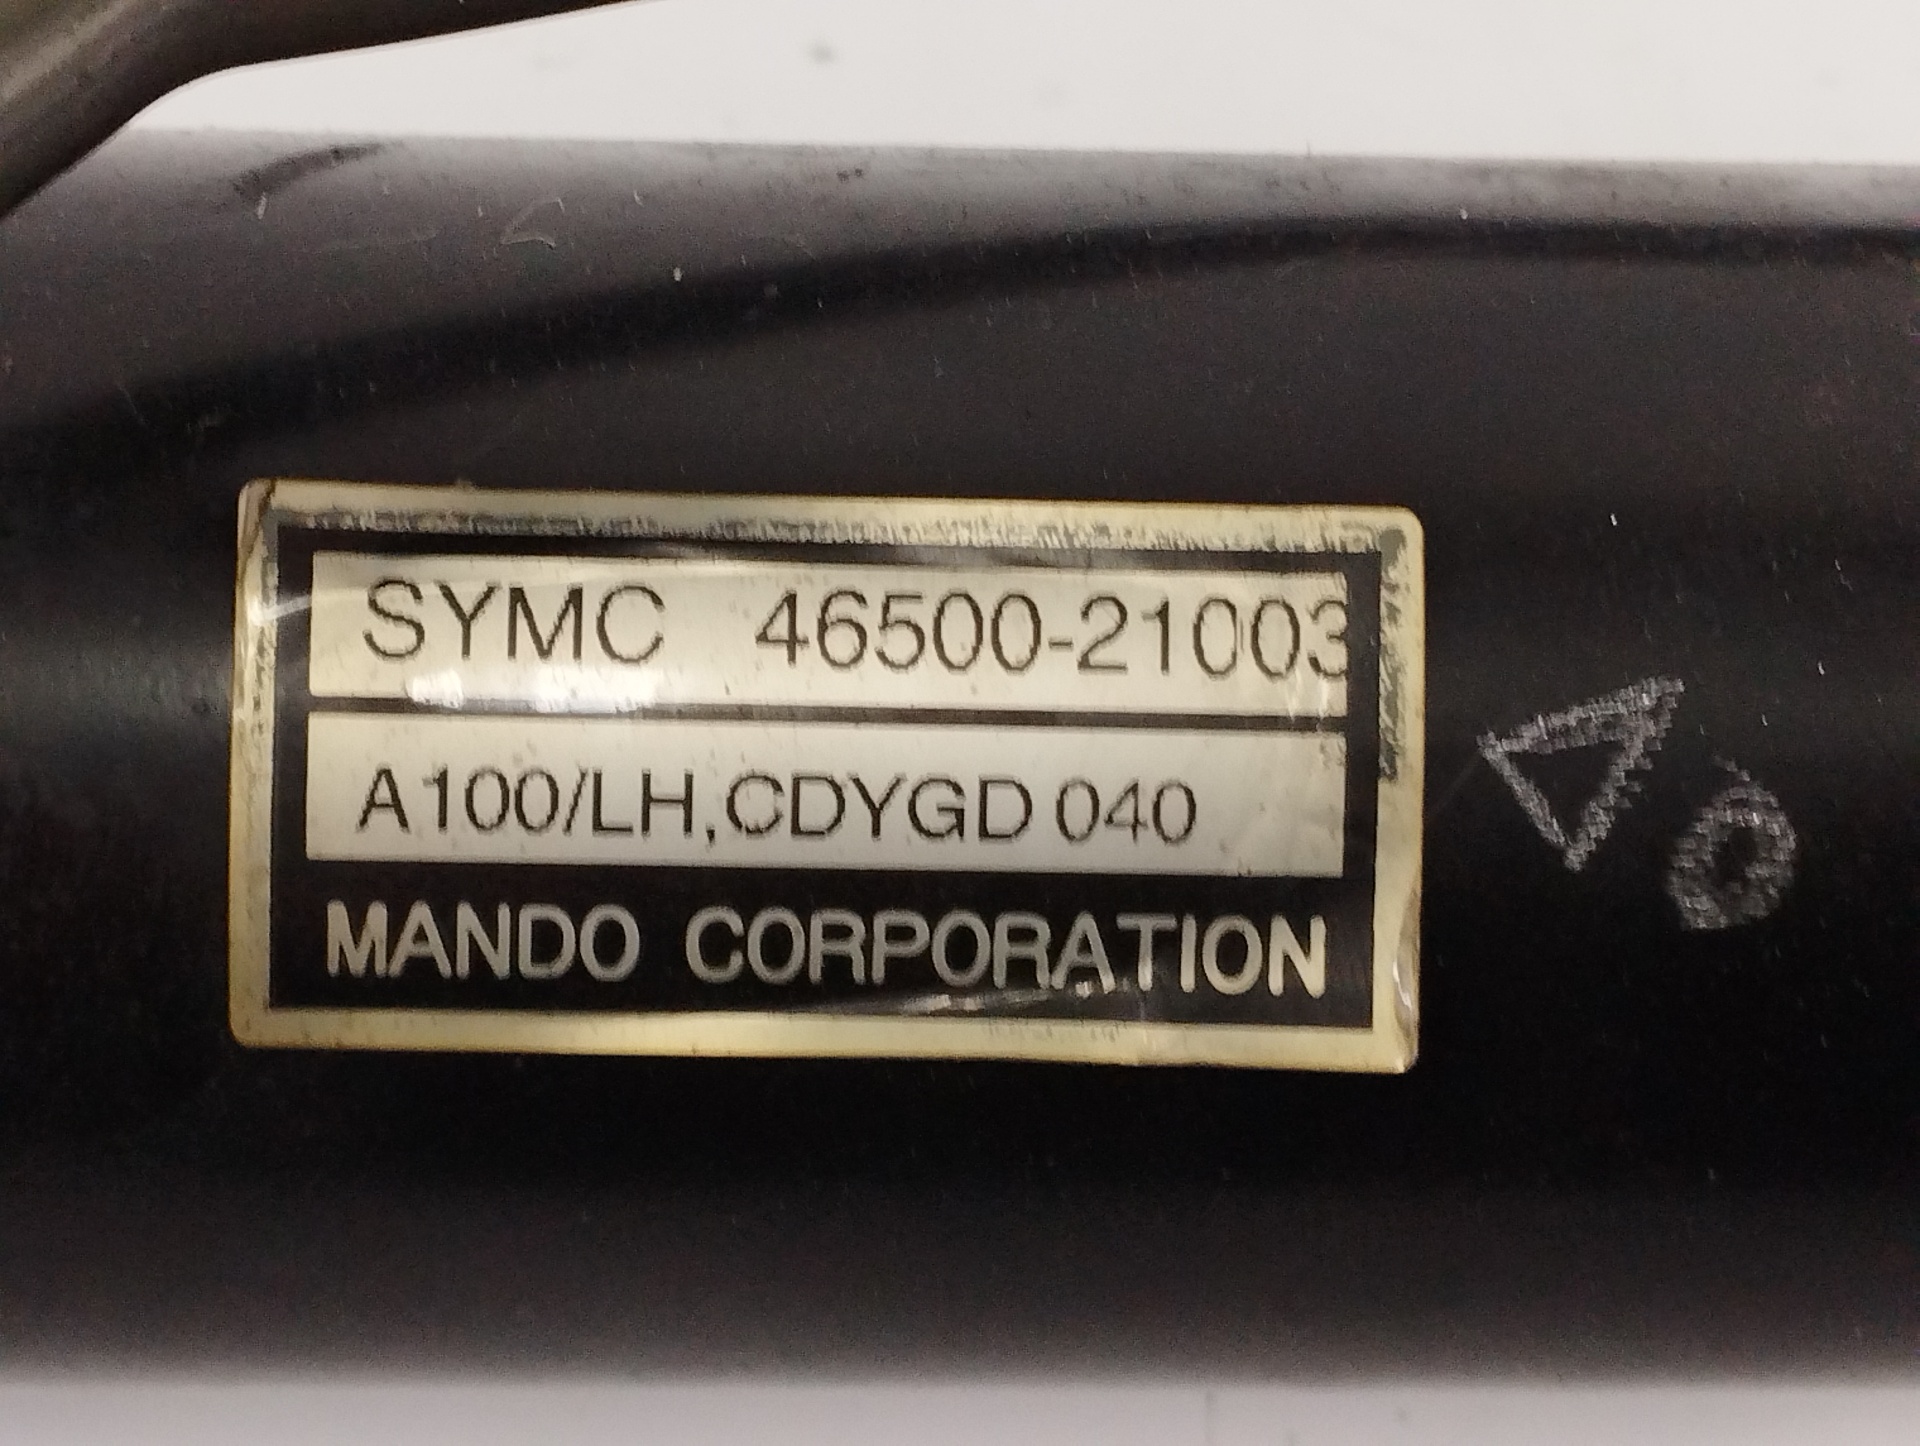 SYMC 46500-21003
A100/LH,CDYGD 040
MANDO CORPORATION